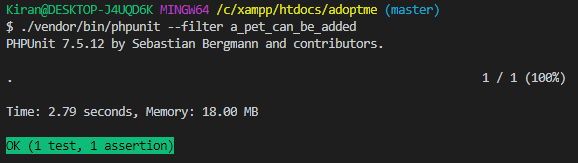 Kiran@DESKTOP-J4UQD6K MINGW64 /c/xampp/htdocs/adoptme (master)
$ ./vendor/bin/phpunit --filter a_pet_can_be_added
PHPUnit 7.5.12 by Sebastian Bergmann and contributors.
. 1 / 1 (100%)
Time: 2.79 seconds, Memory: 18.00 MB
OK (1 test, 1 assertion)